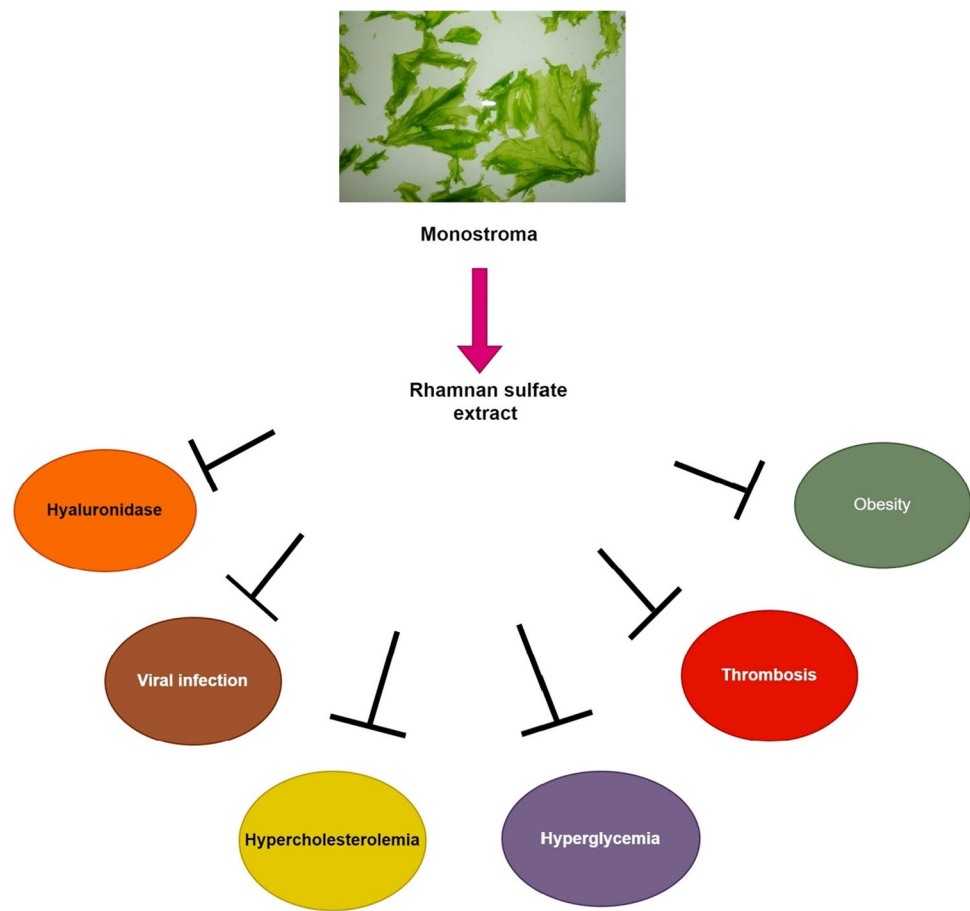 Monostroma
Rhamnan sulfate
extract
Hyaluronidase
Obesity
Viral infection
Thrombosis
Hypercholesterolemia
Hyperglycemia